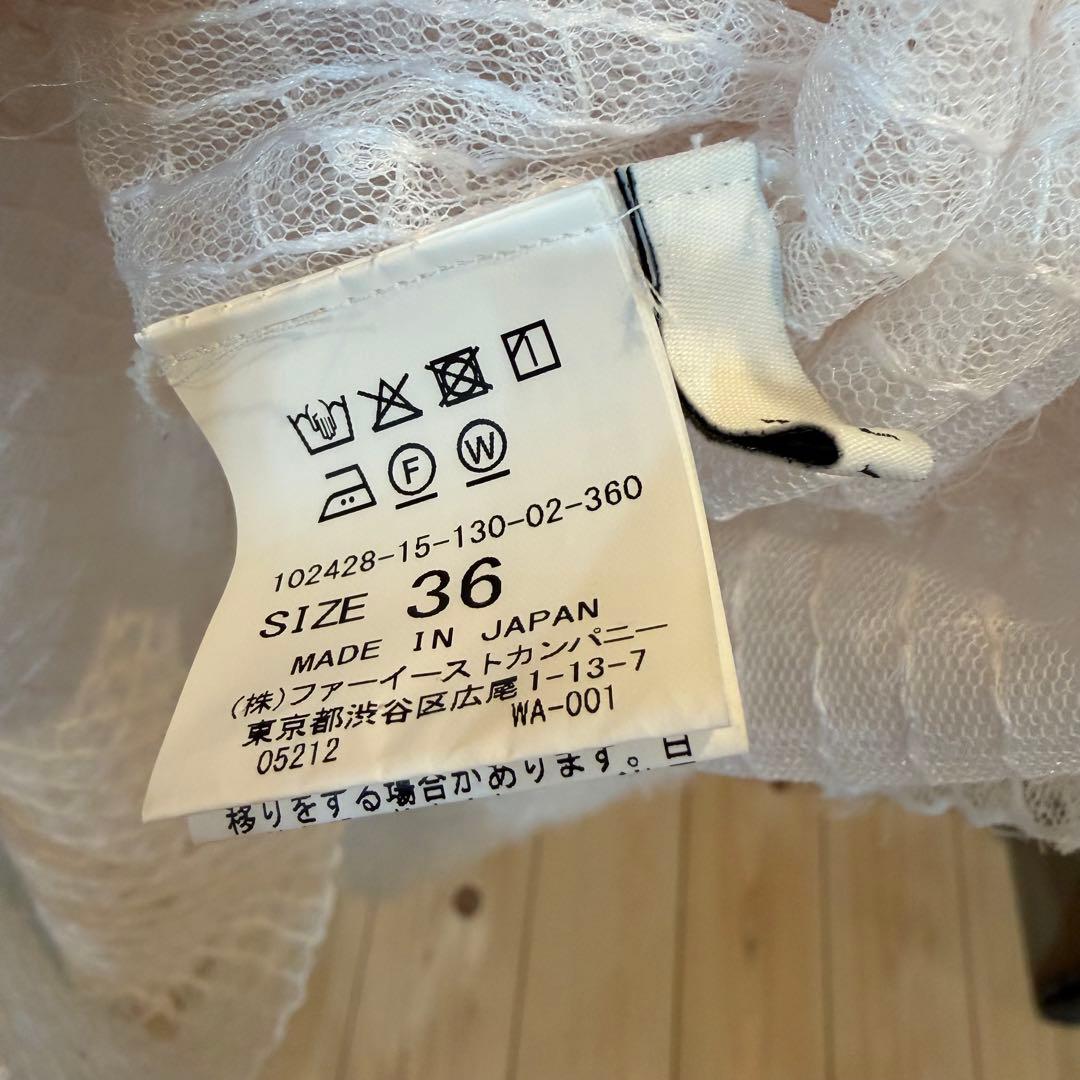 F W
102428-15-130-02-360
SIZE 36
MADE IN JAPAN
(株)ファーイーストカンパニー
東京都渋谷区広尾1-13-7
05212 WA-001
移りをする場合があります。白